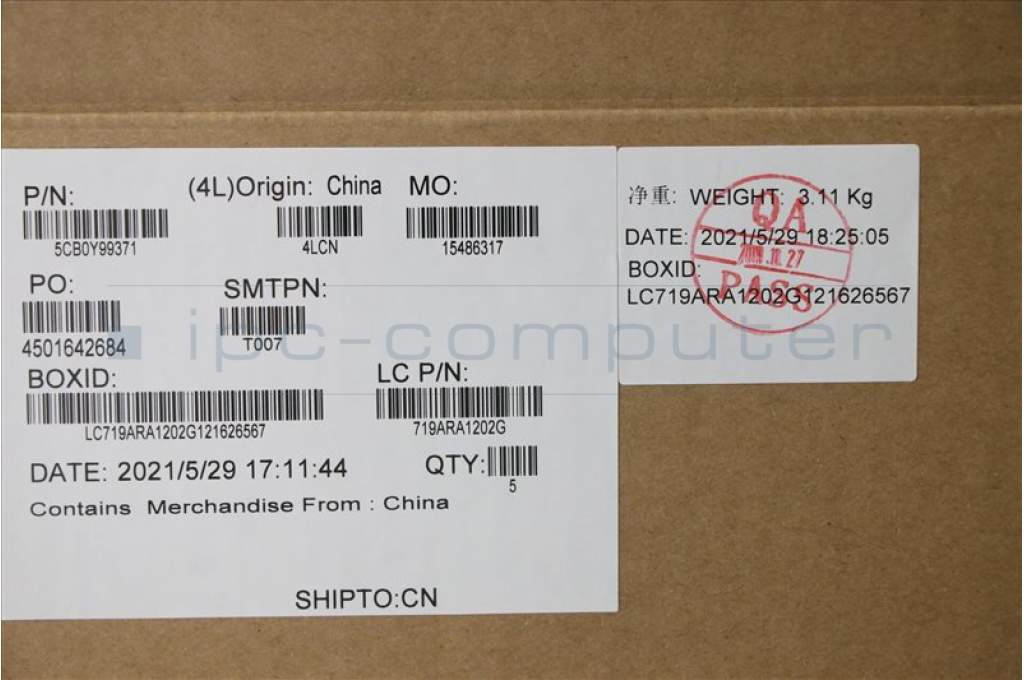 P/N:
5CB0Y99371
(4L)Origin: China
4LCN
MO:
15486317
PO:
4501642684
SMTPN:
T007
BOXID:
LC719ARA1202G121626567
LC P/N:
719ARA1202G
DATE: 2021/5/29 17:11:44
QTY:
5
Contains Merchandise From : China
SHIPTO:CN
净重: WEIGHT: 3.11 Kg
DATE: 2021/5/29 18:25:05
BOXID:
LC719ARA1202G121626567
QA
27
PASS
ipc-computer